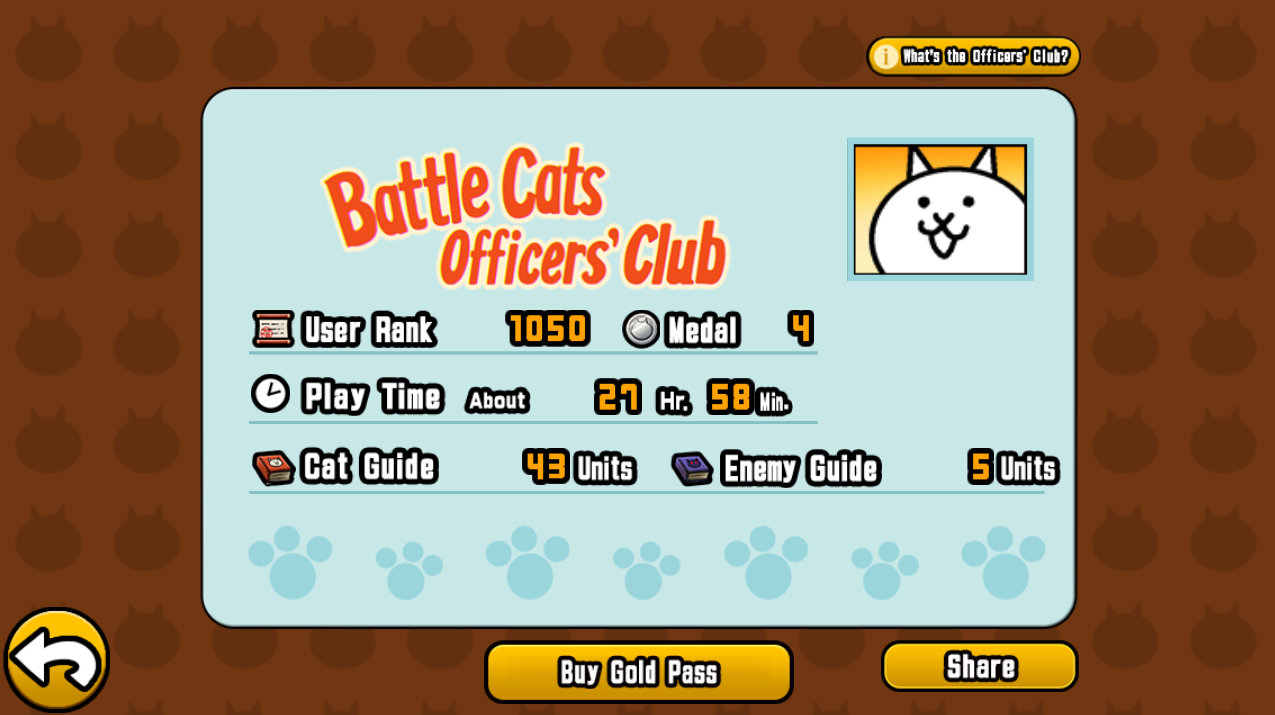 What's the Officers' Club?
Battle Cats
Officers' Club
User Rank 1050 Medal 4
Play Time About 27 Hr. 58 Min.
Cat Guide 43 Units Enemy Guide 5 Units
Buy Gold Pass
Share